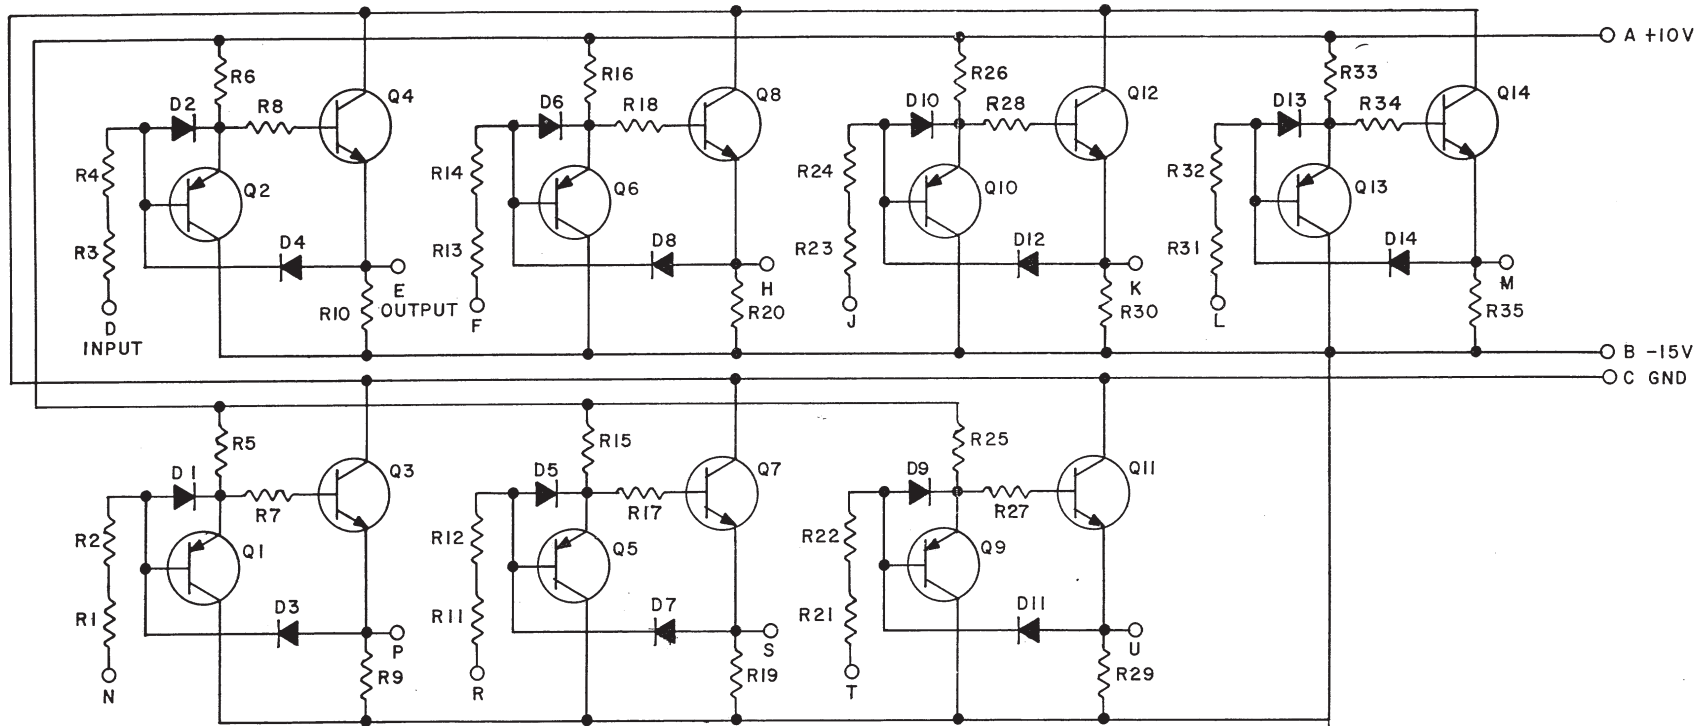 A +10V
R6 R16 R26 R33
D2 R8 Q4 D6 R18 Q8 D10 R28 Q12 D13 R34 Q14
R4 Q2 R14 Q6 R24 Q10 R32 Q13
R3 D4 R13 D8 R23 D12 R31 D14
E H K M
R10 OUTPUT R20 R30 R35
D F J L
INPUT
B -15V
C GND
R5 R15 R25
D1 Q3 D5 Q7 D9 Q11
R7 R17 R27
R2 Q1 R12 Q5 R22 Q9
R1 D3 R11 D7 R21 D11
P S U
R9 R19 R29
N R T